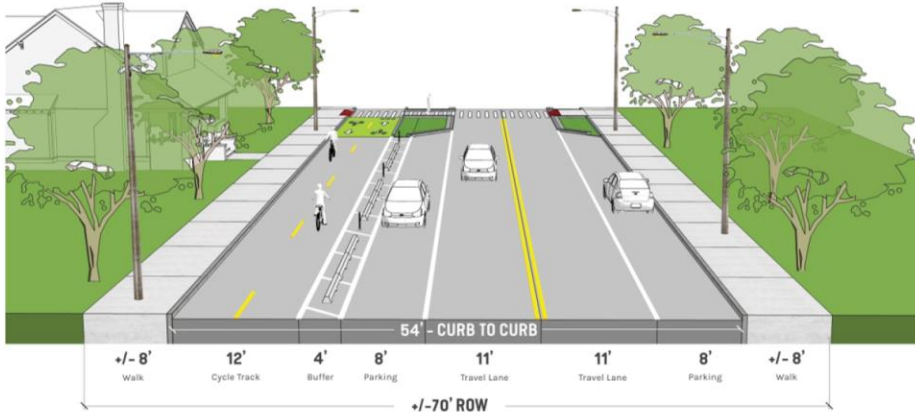 54' - CURB TO CURB
+/- 8' 12' 4' 8' 11' 11' 8' +/- 8'
Walk Cycle Track Buffer Parking Travel Lane Travel Lane Parking Walk
+/-70' ROW